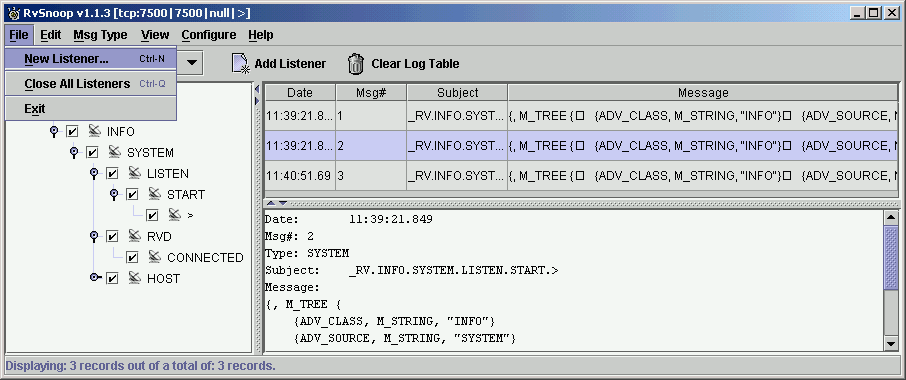 RvSnoop v1.1.3 [tcp:7500|7500|null|>]
File Edit Msg Type View Configure Help
New Listener... Ctrl-N
Close All Listeners Ctrl-Q
Exit
Add Listener Clear Log Table
INFO
SYSTEM
LISTEN
START
>
RVD
CONNECTED
HOST
Date Msg# Subject Message
11:39:21.8... 1 _RV.INFO.SYST... {, M_TREE {□ {ADV_CLASS, M_STRING, "INFO"}□ {ADV_SOURCE, M
11:39:21.8... 2 _RV.INFO.SYST... {, M_TREE {□ {ADV_CLASS, M_STRING, "INFO"}□ {ADV_SOURCE, M
11:40:51.69 3 _RV.INFO.SYST... {, M_TREE {□ {ADV_CLASS, M_STRING, "INFO"}□ {ADV_SOURCE, M
Date: 11:39:21.849
Msg#: 2
Type: SYSTEM
Subject: _RV.INFO.SYSTEM.LISTEN.START.>
Message:
{, M_TREE {
{ADV_CLASS, M_STRING, "INFO"}
{ADV_SOURCE, M_STRING, "SYSTEM"}
Displaying: 3 records out of a total of: 3 records.